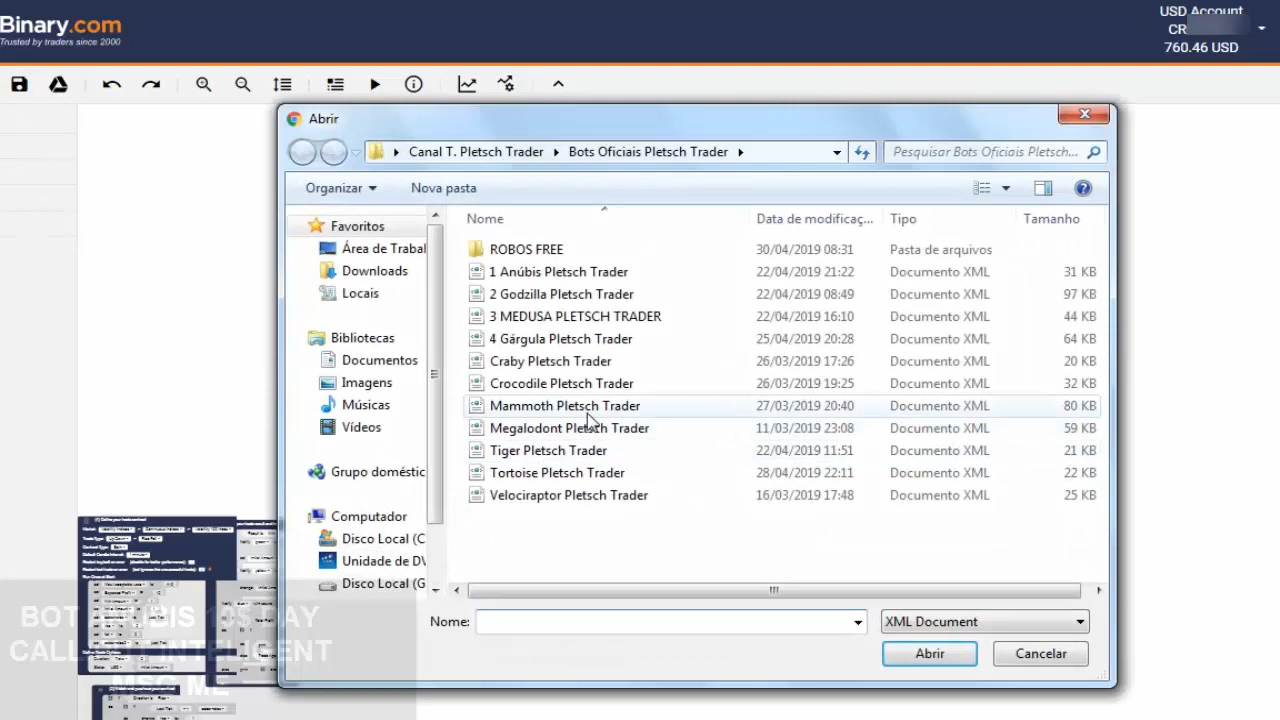 Binary.com
Trusted by traders since 2000
USD Account
CR
760.46 USD
Abrir
Canal T. Pletsch Trader
Bots Oficiais Pletsch Trader
Pesquisar Bots Oficiais Pletsch...
Organizar
Nova pasta
Favoritos
Área de Trabal
Downloads
Locais
Bibliotecas
Documentos
Imagens
Músicas
Vídeos
Grupo doméstic
Computador
Disco Local (C
Unidade de DV
Disco Local (G
Nome Data de modificaç... Tipo Tamanho
ROBOS FREE 30/04/2019 08:31 Pasta de arquivos
1 Anúbis Pletsch Trader 22/04/2019 21:22 Documento XML 31 KB
2 Godzilla Pletsch Trader 22/04/2019 08:49 Documento XML 97 KB
3 MEDUSA PLETSCH TRADER 22/04/2019 16:10 Documento XML 44 KB
4 Gárgula Pletsch Trader 25/04/2019 20:28 Documento XML 64 KB
Craby Pletsch Trader 26/03/2019 17:26 Documento XML 20 KB
Crocodile Pletsch Trader 26/03/2019 19:25 Documento XML 32 KB
Mammoth Pletsch Trader 27/03/2019 20:40 Documento XML 80 KB
Megalodont Pletsch Trader 11/03/2019 23:08 Documento XML 59 KB
Tiger Pletsch Trader 22/04/2019 11:51 Documento XML 21 KB
Tortoise Pletsch Trader 28/04/2019 22:11 Documento XML 22 KB
Velociraptor Pletsch Trader 16/03/2019 17:48 Documento XML 25 KB
Nome:
XML Document
Abrir
Cancelar
BOT ANUBIS 10$ DAY
INTELIGENT
MSG ME